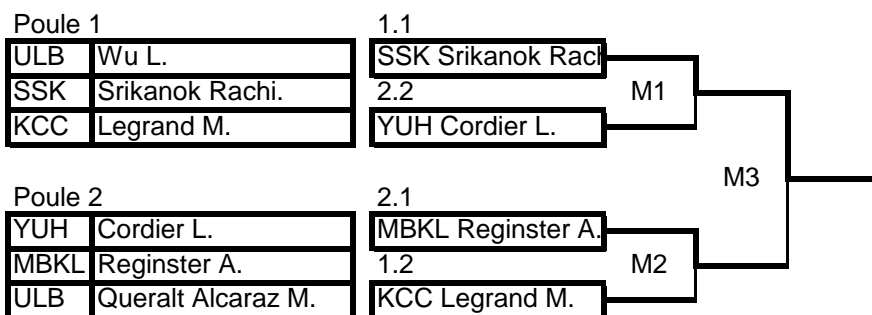 Poule 1 1.1
ULB Wu L. SSK Srikanok Rach
SSK Srikanok Rachi. 2.2 M1
KCC Legrand M. YUH Cordier L.
M3
Poule 2 2.1
YUH Cordier L. MBKL Reginster A.
MBKL Reginster A. 1.2 M2
ULB Queralt Alcaraz M. KCC Legrand M.